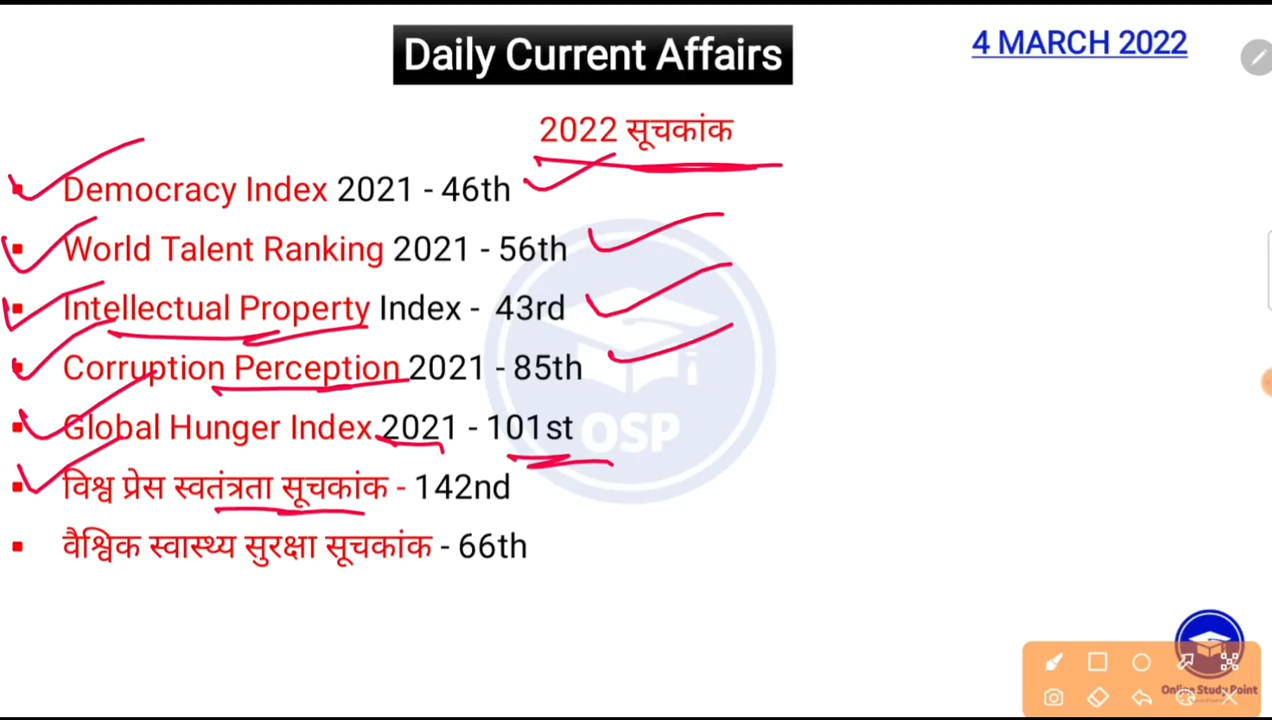 Daily Current Affairs
4 MARCH 2022
2022 सूचकांक
Democracy Index 2021 - 46th
World Talent Ranking 2021 - 56th
Intellectual Property Index - 43rd
Corruption Perception 2021 - 85th
Global Hunger Index 2021 - 101st
विश्व प्रेस स्वतंत्रता सूचकांक - 142nd
वैश्विक स्वास्थ्य सुरक्षा सूचकांक - 66th
OSP
Online Study Point